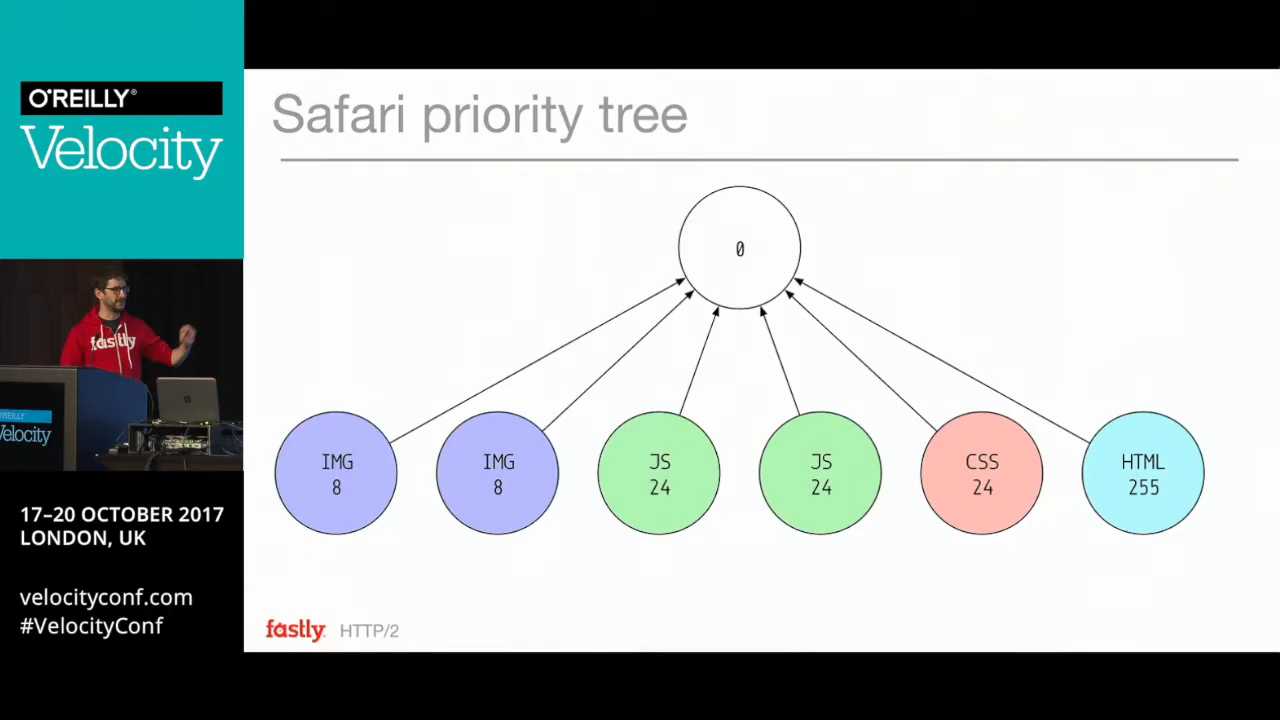 O'REILLY®
Velocity
Safari priority tree
0
IMG
8
IMG
8
JS
24
JS
24
CSS
24
HTML
255
fastly
O'REILLY
Velocity
17–20 OCTOBER 2017
LONDON, UK
velocityconf.com
#VelocityConf
fastly HTTP/2